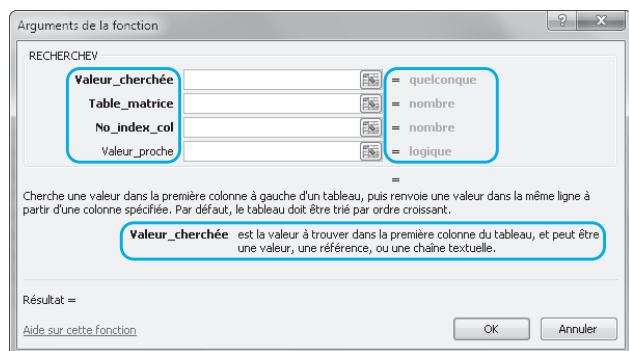 Arguments de la fonction
RECHERCHEV
Valeur_cherchée = quelconque
Table_matrice = nombre
No_index_col = nombre
Valeur_proche = logique
=
Cherche une valeur dans la première colonne à gauche d'un tableau, puis renvoie une valeur dans la même ligne à
partir d'une colonne spécifiée. Par défaut, le tableau doit être trié par ordre croissant.
Valeur_cherchée est la valeur à trouver dans la première colonne du tableau, et peut être
une valeur, une référence, ou une chaîne textuelle.
Résultat =
Aide sur cette fonction OK Annuler